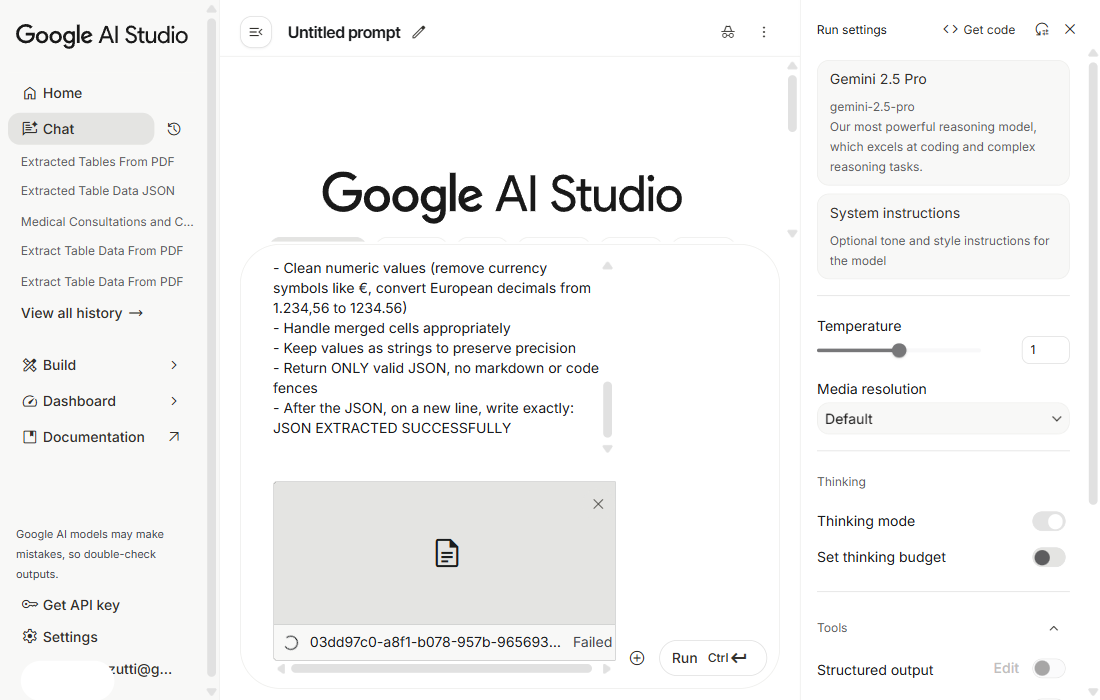 Google AI Studio
Home
Chat
Extracted Tables From PDF
Extracted Table Data JSON
Medical Consultations and C...
Extract Table Data From PDF
Extract Table Data From PDF
View all history →
Build
Dashboard
Documentation
Google AI models may make
mistakes, so double-check
outputs.
Get API key
Settings
zutti@g...
Untitled prompt
Google AI Studio
- Clean numeric values (remove currency
symbols like €, convert European decimals from
1.234,56 to 1234.56)
- Handle merged cells appropriately
- Keep values as strings to preserve precision
- Return ONLY valid JSON, no markdown or code
fences
- After the JSON, on a new line, write exactly:
JSON EXTRACTED SUCCESSFULLY
03dd97c0-a8f1-b078-957b-965693... Failed
Run Ctrl
Run settings
<> Get code
Gemini 2.5 Pro
gemini-2.5-pro
Our most powerful reasoning model,
which excels at coding and complex
reasoning tasks.
System instructions
Optional tone and style instructions for
the model
Temperature
1
Media resolution
Default
Thinking
Thinking mode
Set thinking budget
Tools
Structured output Edit